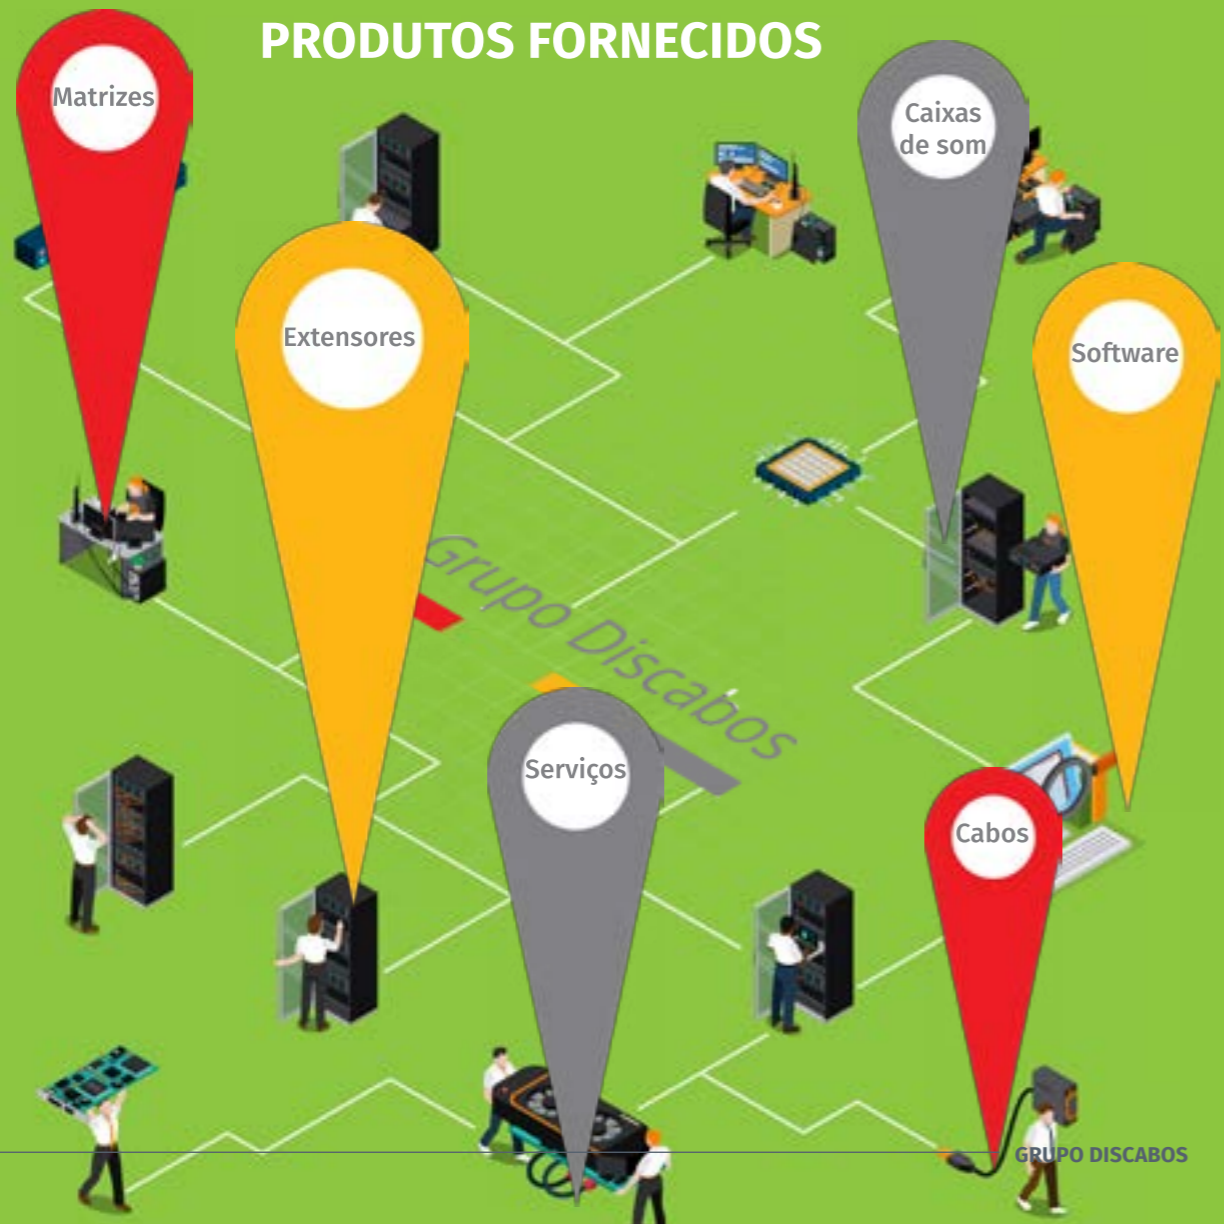 PRODUTOS FORNECIDOS
Matrizes
Caixas
de som
Extensores
Software
Grupo Discabos
Serviços
Cabos
GRUPO DISCABOS